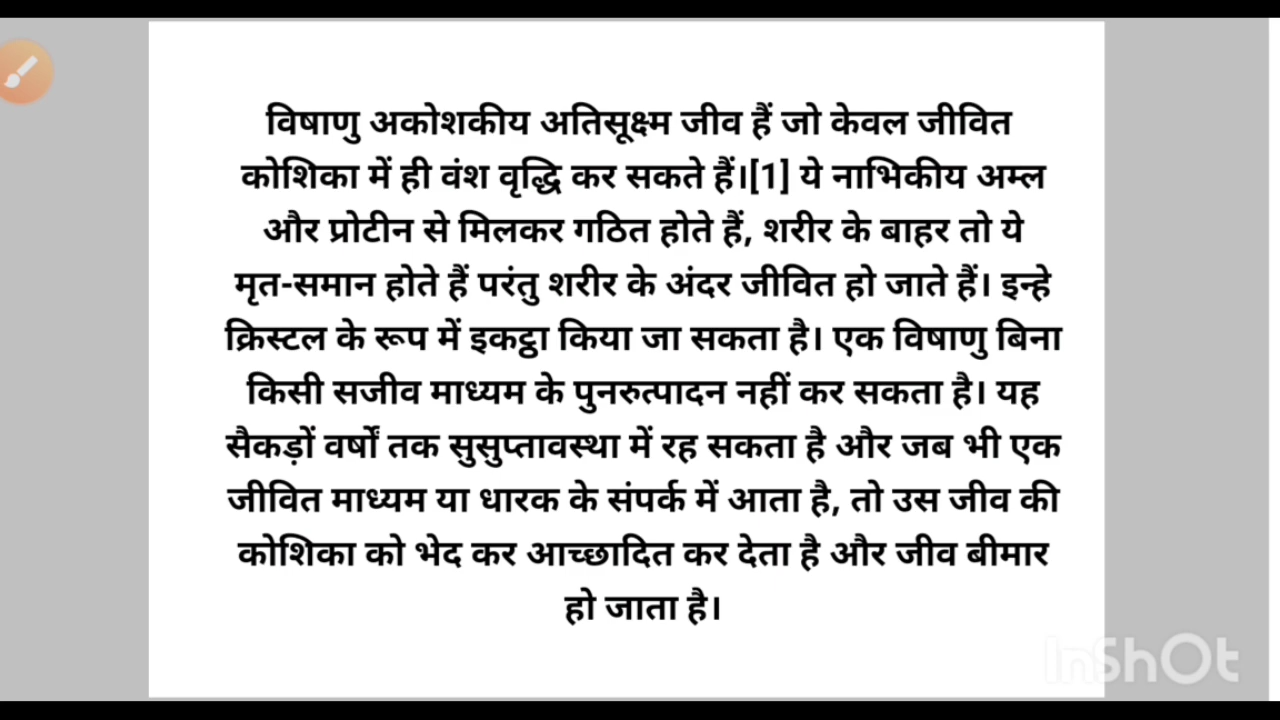 विषाणु अकोशकीय अतिसूक्ष्म जीव हैं जो केवल जीवित
कोशिका में ही वंश वृद्धि कर सकते हैं।[1] ये नाभिकीय अम्ल
और प्रोटीन से मिलकर गठित होते हैं, शरीर के बाहर तो ये
मृत-समान होते हैं परंतु शरीर के अंदर जीवित हो जाते हैं। इन्हे
क्रिस्टल के रूप में इकट्ठा किया जा सकता है। एक विषाणु बिना
किसी सजीव माध्यम के पुनरुत्पादन नहीं कर सकता है। यह
सैकड़ों वर्षों तक सुसुप्तावस्था में रह सकता है और जब भी एक
जीवित माध्यम या धारक के संपर्क में आता है, तो उस जीव की
कोशिका को भेद कर आच्छादित कर देता है और जीव बीमार
हो जाता है।
InShOt